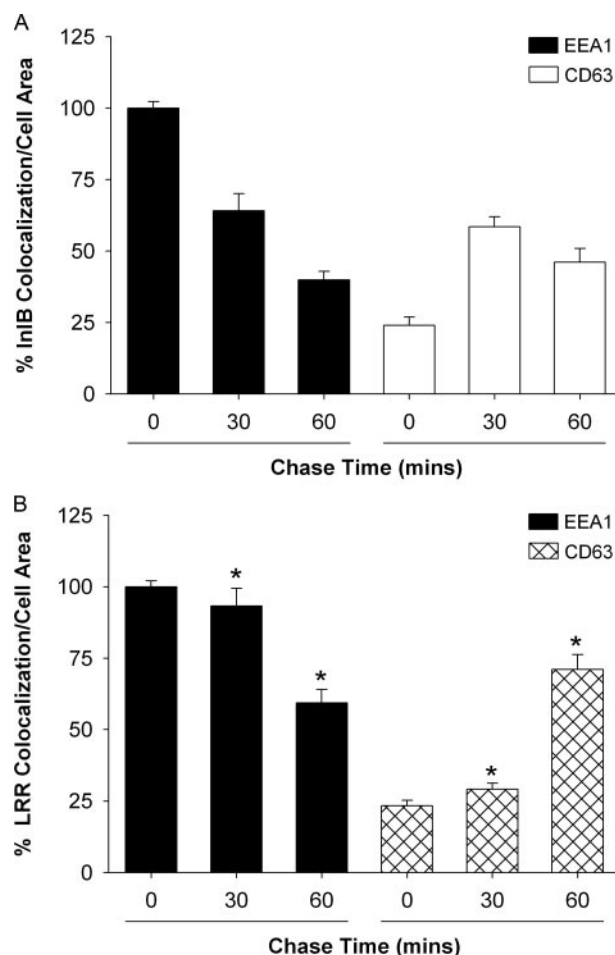 A
125
100
75
50
25
0
% InlB Colocalization/Cell Area
EEA1
CD63
0 30 60 0 30 60
Chase Time (mins)
B
125
100
75
50
25
0
% LRR Colocalization/Cell Area
EEA1
CD63
* * * *
0 30 60 0 30 60
Chase Time (mins)